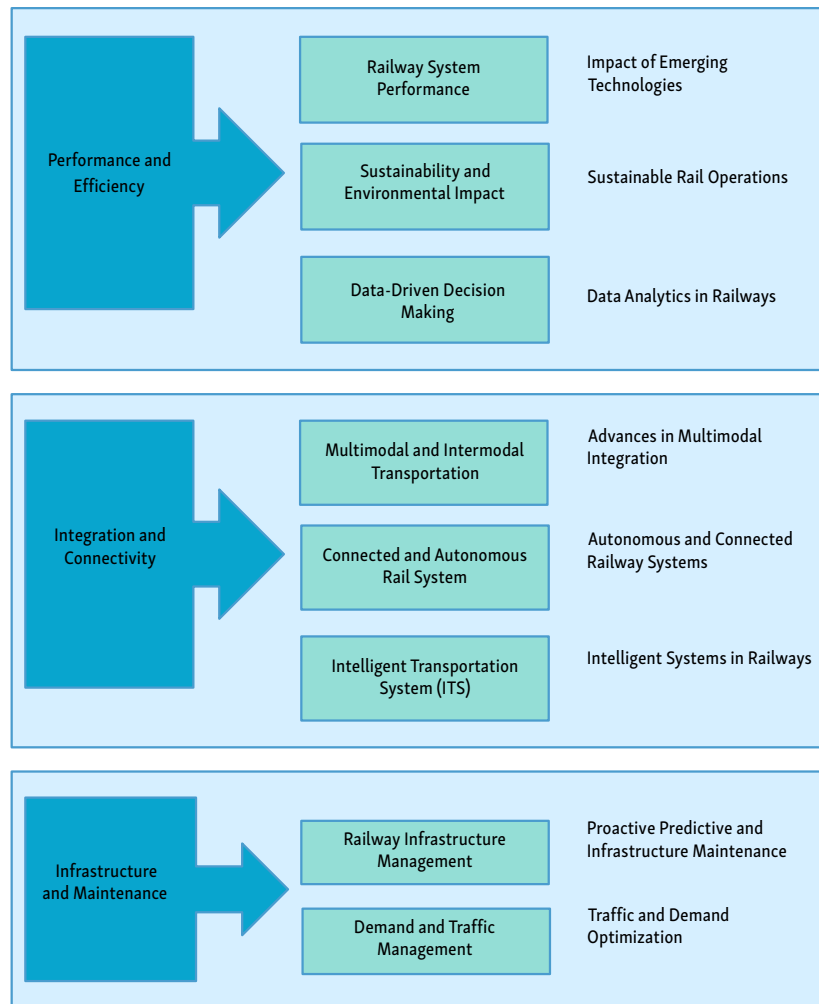 Performance and
Efficiency
Railway System
Performance
Impact of Emerging
Technologies
Sustainability and
Environmental Impact
Sustainable Rail Operations
Data-Driven Decision
Making
Data Analytics in Railways
Integration and
Connectivity
Multimodal and Intermodal
Transportation
Advances in Multimodal
Integration
Connected and Autonomous
Rail System
Autonomous and Connected
Railway Systems
Intelligent Transportation
System (ITS)
Intelligent Systems in Railways
Infrastructure
and Maintenance
Railway Infrastructure
Management
Proactive Predictive and
Infrastructure Maintenance
Demand and Traffic
Management
Traffic and Demand
Optimization